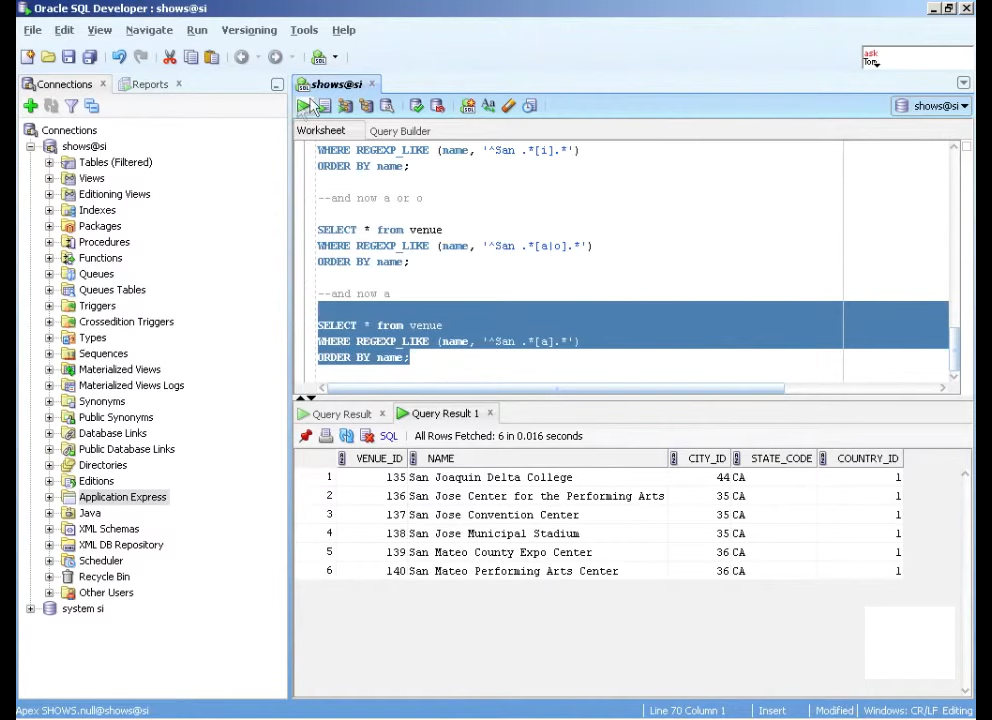 Oracle SQL Developer : shows@si
File Edit View Navigate Run Versioning Tools Help
ask
Tom
Connections Reports
shows@si
shows@si
Worksheet Query Builder
Connections
shows@si
Tables (Filtered)
Views
Editioning Views
Indexes
Packages
Procedures
Functions
Queues
Queues Tables
Triggers
Crossedition Triggers
Types
Sequences
Materialized Views
Materialized Views Logs
Synonyms
Public Synonyms
Database Links
Public Database Links
Directories
Editions
Application Express
Java
XML Schemas
XML DB Repository
Scheduler
Recycle Bin
Other Users
system si
WHERE REGEXP_LIKE (name, '^San .*[i].*')
ORDER BY name;
--and now a or o
SELECT * from venue
WHERE REGEXP_LIKE (name, '^San .*[a|o].*')
ORDER BY name;
--and now a
SELECT * from venue
WHERE REGEXP_LIKE (name, '^San .*[a].*')
ORDER BY name;
Query Result Query Result 1
SQL All Rows Fetched: 6 in 0.016 seconds
VENUE_ID NAME CITY_ID STATE_CODE COUNTRY_ID
1 135 San Joaquin Delta College 44 CA 1
2 136 San Jose Center for the Performing Arts 35 CA 1
3 137 San Jose Convention Center 35 CA 1
4 138 San Jose Municipal Stadium 35 CA 1
5 139 San Mateo County Expo Center 36 CA 1
6 140 San Mateo Performing Arts Center 36 CA 1
Apex SHOWS.null@shows@si Line 70 Column 1 Insert Modified Windows: CR/LF Editing